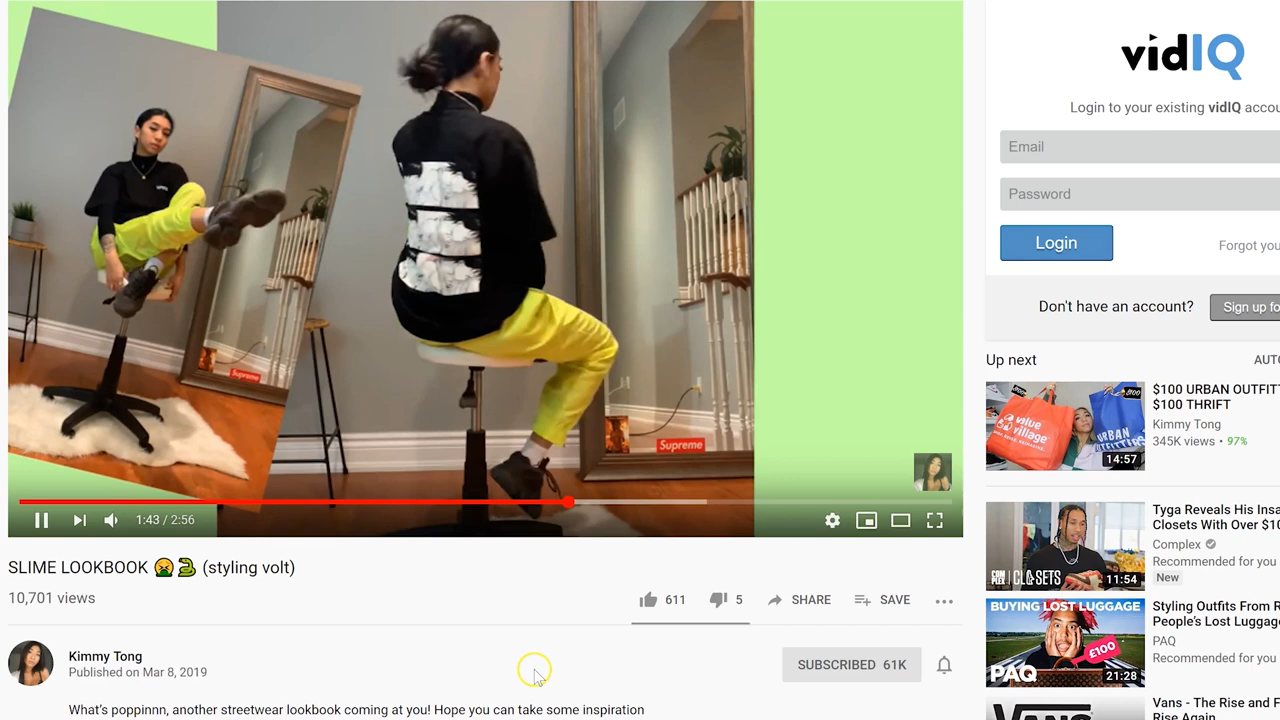 Supreme
Supreme
1:43 / 2:56
SLIME LOOKBOOK 🤮🐍 (styling volt)
10,701 views
611
5
SHARE
SAVE
Kimmy Tong
Published on Mar 8, 2019
SUBSCRIBED 61K
What's poppinnn, another streetwear lookbook coming at you! Hope you can take some inspiration
vidIQ
Login to your existing vidIQ accou
Email
Password
Login
Forgot you
Don't have an account?
Sign up fo
Up next
AUTO
value village
URBAN OUTFITTERS
14:57
$100 URBAN OUTFIT
$100 THRIFT
Kimmy Tong
345K views • 97%
COMPLEX CLOSETS
11:54
Tyga Reveals His Insa
Closets With Over $10
Complex
Recommended for you
New
BUYING LOST LUGGAGE
£100
PAQ
21:28
Styling Outfits From R
People's Lost Luggag
PAQ
Recommended for you
VANS
Vans - The Rise and F
Rise Again